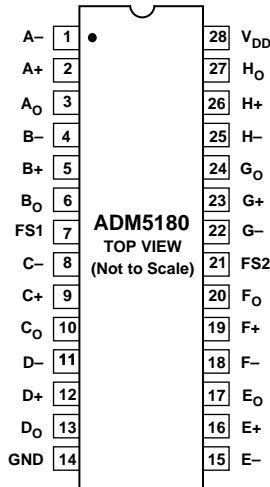 A– 1 28 VDD
A+ 2 27 HO
AO 3 26 H+
B– 4 25 H–
B+ 5 24 GO
BO 6 23 G+
FS1 7 ADM5180 22 G–
C– 8 TOP VIEW 21 FS2
C+ 9 (Not to Scale) 20 FO
CO 10 19 F+
D– 11 18 F–
D+ 12 17 EO
DO 13 16 E+
GND 14 15 E–